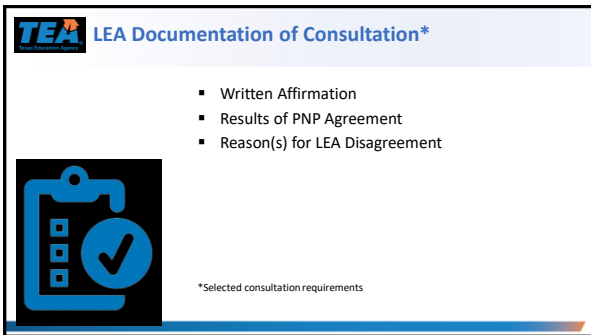 TEA
Texas Education Agency
LEA Documentation of Consultation*
▪ Written Affirmation
▪ Results of PNP Agreement
▪ Reason(s) for LEA Disagreement
*Selected consultation requirements